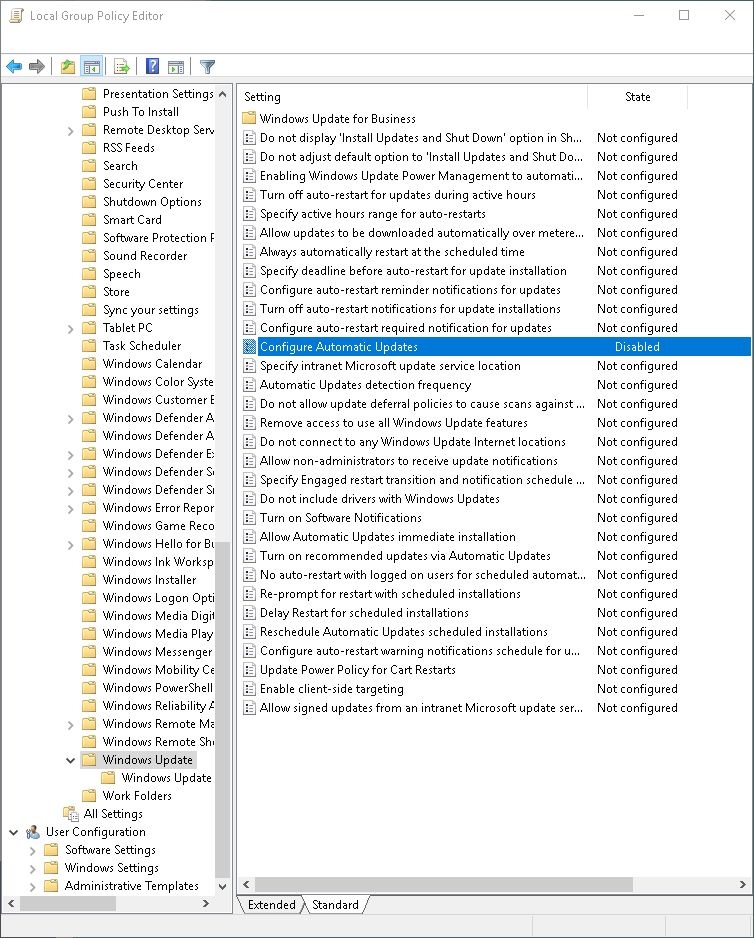 Local Group Policy Editor
Presentation Settings
Push To Install
Remote Desktop Serv
RSS Feeds
Search
Security Center
Shutdown Options
Smart Card
Software Protection P
Sound Recorder
Speech
Store
Sync your settings
Tablet PC
Task Scheduler
Windows Calendar
Windows Color Syste
Windows Customer E
Windows Defender A
Windows Defender A
Windows Defender Ex
Windows Defender Se
Windows Defender Sr
Windows Error Repor
Windows Game Reco
Windows Hello for Bu
Windows Ink Worksp
Windows Installer
Windows Logon Opti
Windows Media Digit
Windows Media Play
Windows Messenger
Windows Mobility Ce
Windows PowerShell
Windows Reliability A
Windows Remote Ma
Windows Remote She
Windows Update
Windows Update
Work Folders
All Settings
User Configuration
Software Settings
Windows Settings
Administrative Templates
Setting State
Windows Update for Business
Do not display 'Install Updates and Shut Down' option in Sh... Not configured
Do not adjust default option to 'Install Updates and Shut Do... Not configured
Enabling Windows Update Power Management to automati... Not configured
Turn off auto-restart for updates during active hours Not configured
Specify active hours range for auto-restarts Not configured
Allow updates to be downloaded automatically over metere... Not configured
Always automatically restart at the scheduled time Not configured
Specify deadline before auto-restart for update installation Not configured
Configure auto-restart reminder notifications for updates Not configured
Turn off auto-restart notifications for update installations Not configured
Configure auto-restart required notification for updates Not configured
Configure Automatic Updates Disabled
Specify intranet Microsoft update service location Not configured
Automatic Updates detection frequency Not configured
Do not allow update deferral policies to cause scans against ... Not configured
Remove access to use all Windows Update features Not configured
Do not connect to any Windows Update Internet locations Not configured
Allow non-administrators to receive update notifications Not configured
Specify Engaged restart transition and notification schedule ... Not configured
Do not include drivers with Windows Updates Not configured
Turn on Software Notifications Not configured
Allow Automatic Updates immediate installation Not configured
Turn on recommended updates via Automatic Updates Not configured
No auto-restart with logged on users for scheduled automat... Not configured
Re-prompt for restart with scheduled installations Not configured
Delay Restart for scheduled installations Not configured
Reschedule Automatic Updates scheduled installations Not configured
Configure auto-restart warning notifications schedule for u... Not configured
Update Power Policy for Cart Restarts Not configured
Enable client-side targeting Not configured
Allow signed updates from an intranet Microsoft update ser... Not configured
Extended Standard